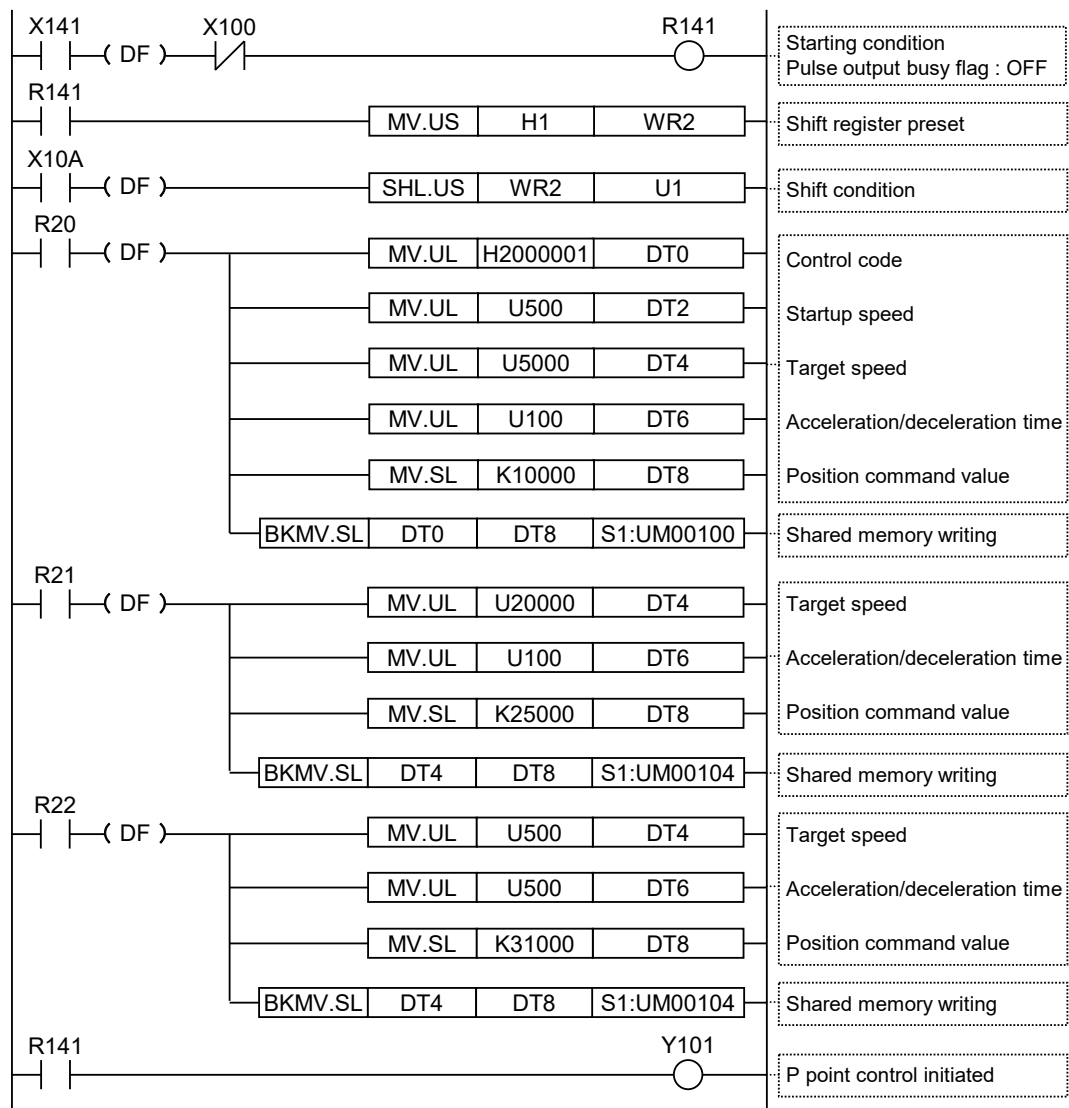 X141 DF X100 R141
Starting condition
Pulse output busy flag : OFF
R141
MV.US H1 WR2 Shift register preset
X10A
DF SHL.US WR2 U1 Shift condition
R20
DF MV.UL H2000001 DT0 Control code
MV.UL U500 DT2 Startup speed
MV.UL U5000 DT4 Target speed
MV.UL U100 DT6 Acceleration/deceleration time
MV.SL K10000 DT8 Position command value
BKMV.SL DT0 DT8 S1:UM00100 Shared memory writing
R21
DF MV.UL U20000 DT4 Target speed
MV.UL U100 DT6 Acceleration/deceleration time
MV.SL K25000 DT8 Position command value
BKMV.SL DT4 DT8 S1:UM00104 Shared memory writing
R22
DF MV.UL U500 DT4 Target speed
MV.UL U500 DT6 Acceleration/deceleration time
MV.SL K31000 DT8 Position command value
BKMV.SL DT4 DT8 S1:UM00104 Shared memory writing
R141 Y101
P point control initiated